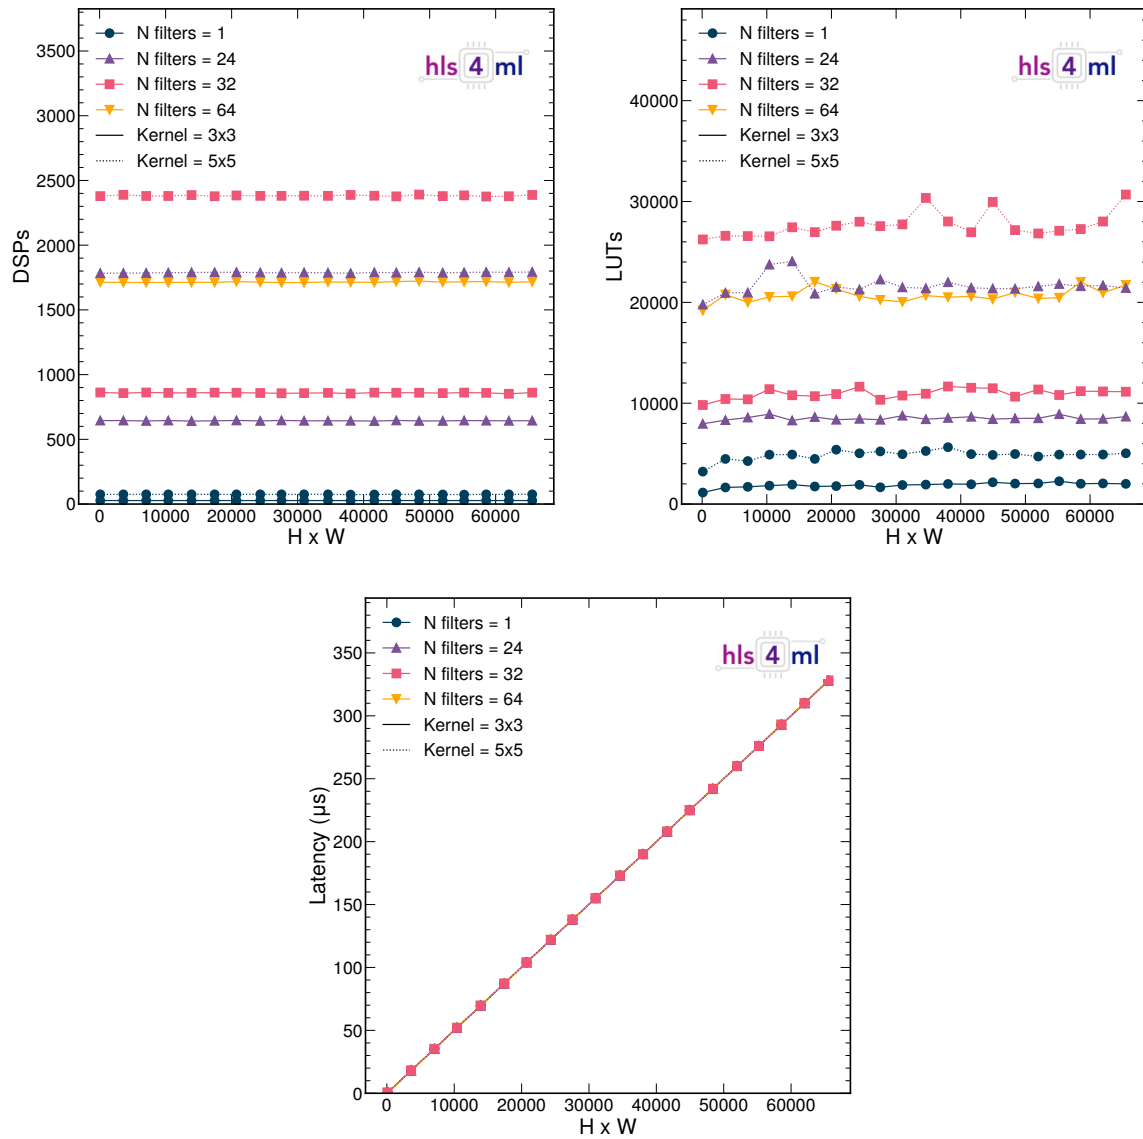 N filters = 1
N filters = 24
N filters = 32
N filters = 64
Kernel = 3x3
Kernel = 5x5
hls 4 ml
3500
3000
2500
2000
1500
1000
500
0
DSPs
0 10000 20000 30000 40000 50000 60000
H x W
N filters = 1
N filters = 24
N filters = 32
N filters = 64
Kernel = 3x3
Kernel = 5x5
hls 4 ml
40000
30000
20000
10000
0
LUTs
0 10000 20000 30000 40000 50000 60000
H x W
N filters = 1
N filters = 24
N filters = 32
N filters = 64
Kernel = 3x3
Kernel = 5x5
hls 4 ml
350
300
250
200
150
100
50
0
Latency (μs)
0 10000 20000 30000 40000 50000 60000
H x W